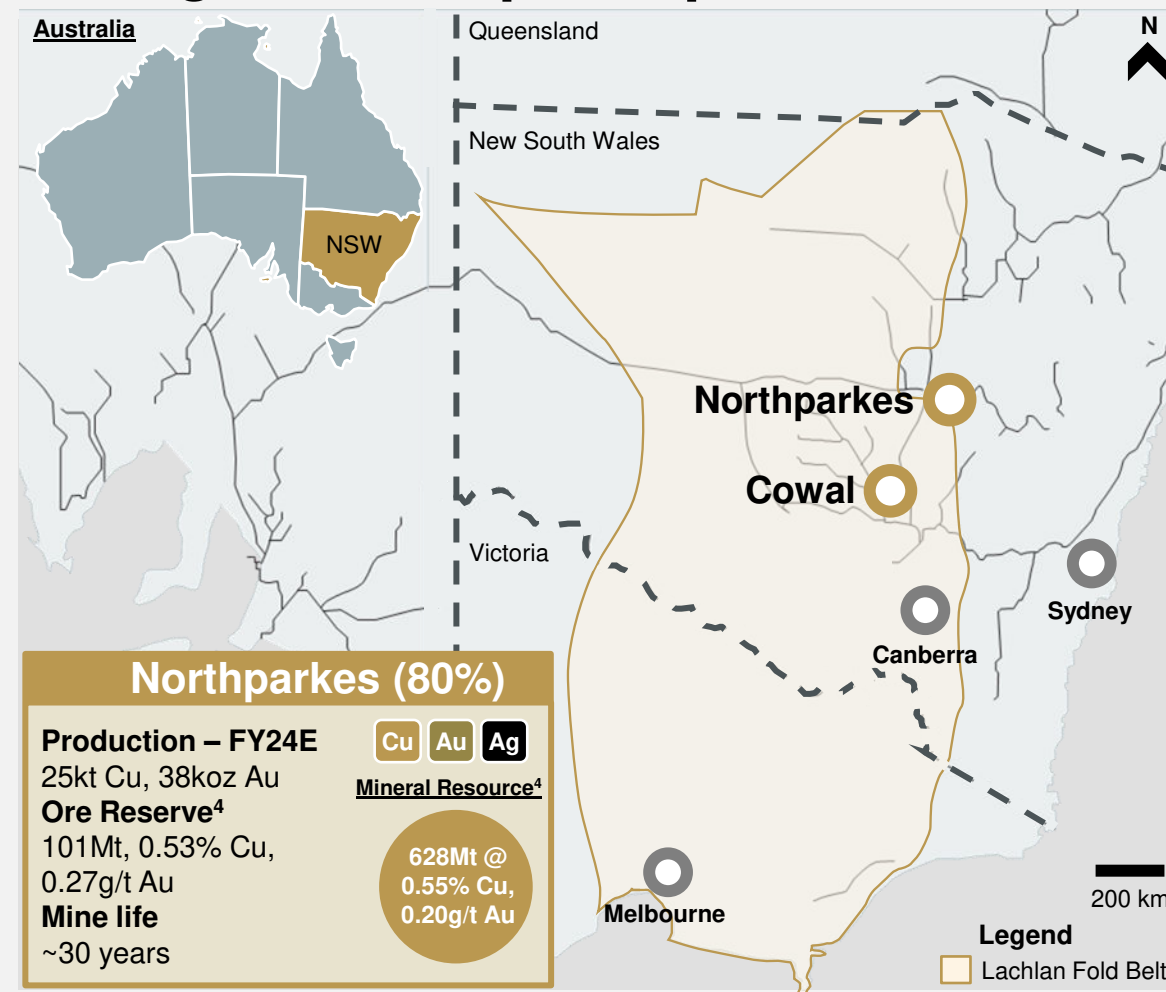 Australia
Queensland
N
New South Wales
NSW
Northparkes
Cowal
Victoria
Sydney
Canberra
Northparkes (80%)
Production – FY24E
25kt Cu, 38koz Au
Ore Reserve⁴
101Mt, 0.53% Cu,
0.27g/t Au
Mine life
~30 years
Cu Au Ag
Mineral Resource⁴
628Mt @
0.55% Cu,
0.20g/t Au
Melbourne
200 km
Legend
Lachlan Fold Belt